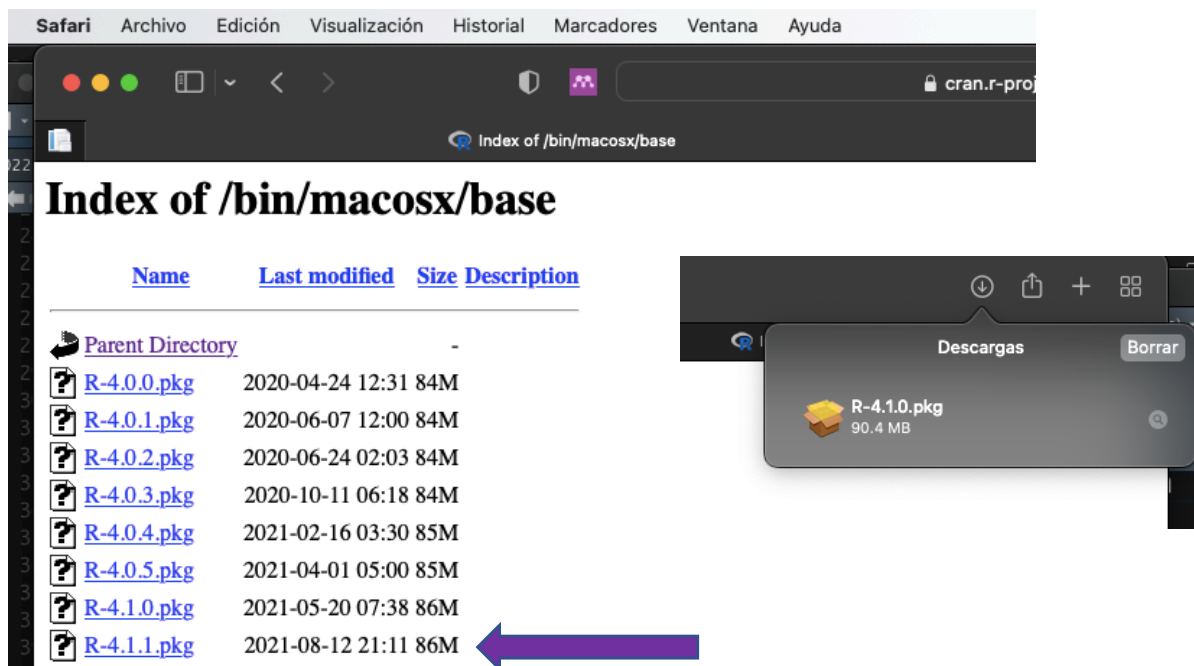 Safari Archivo Edición Visualización Historial Marcadores Ventana Ayuda
cran.r-proj
Index of /bin/macosx/base
022
Index of /bin/macosx/base
Name Last modified Size Description
Parent Directory -
R-4.0.0.pkg 2020-04-24 12:31 84M
R-4.0.1.pkg 2020-06-07 12:00 84M
R-4.0.2.pkg 2020-06-24 02:03 84M
R-4.0.3.pkg 2020-10-11 06:18 84M
R-4.0.4.pkg 2021-02-16 03:30 85M
R-4.0.5.pkg 2021-04-01 05:00 85M
R-4.1.0.pkg 2021-05-20 07:38 86M
R-4.1.1.pkg 2021-08-12 21:11 86M
Descargas Borrar
R-4.1.0.pkg
90.4 MB